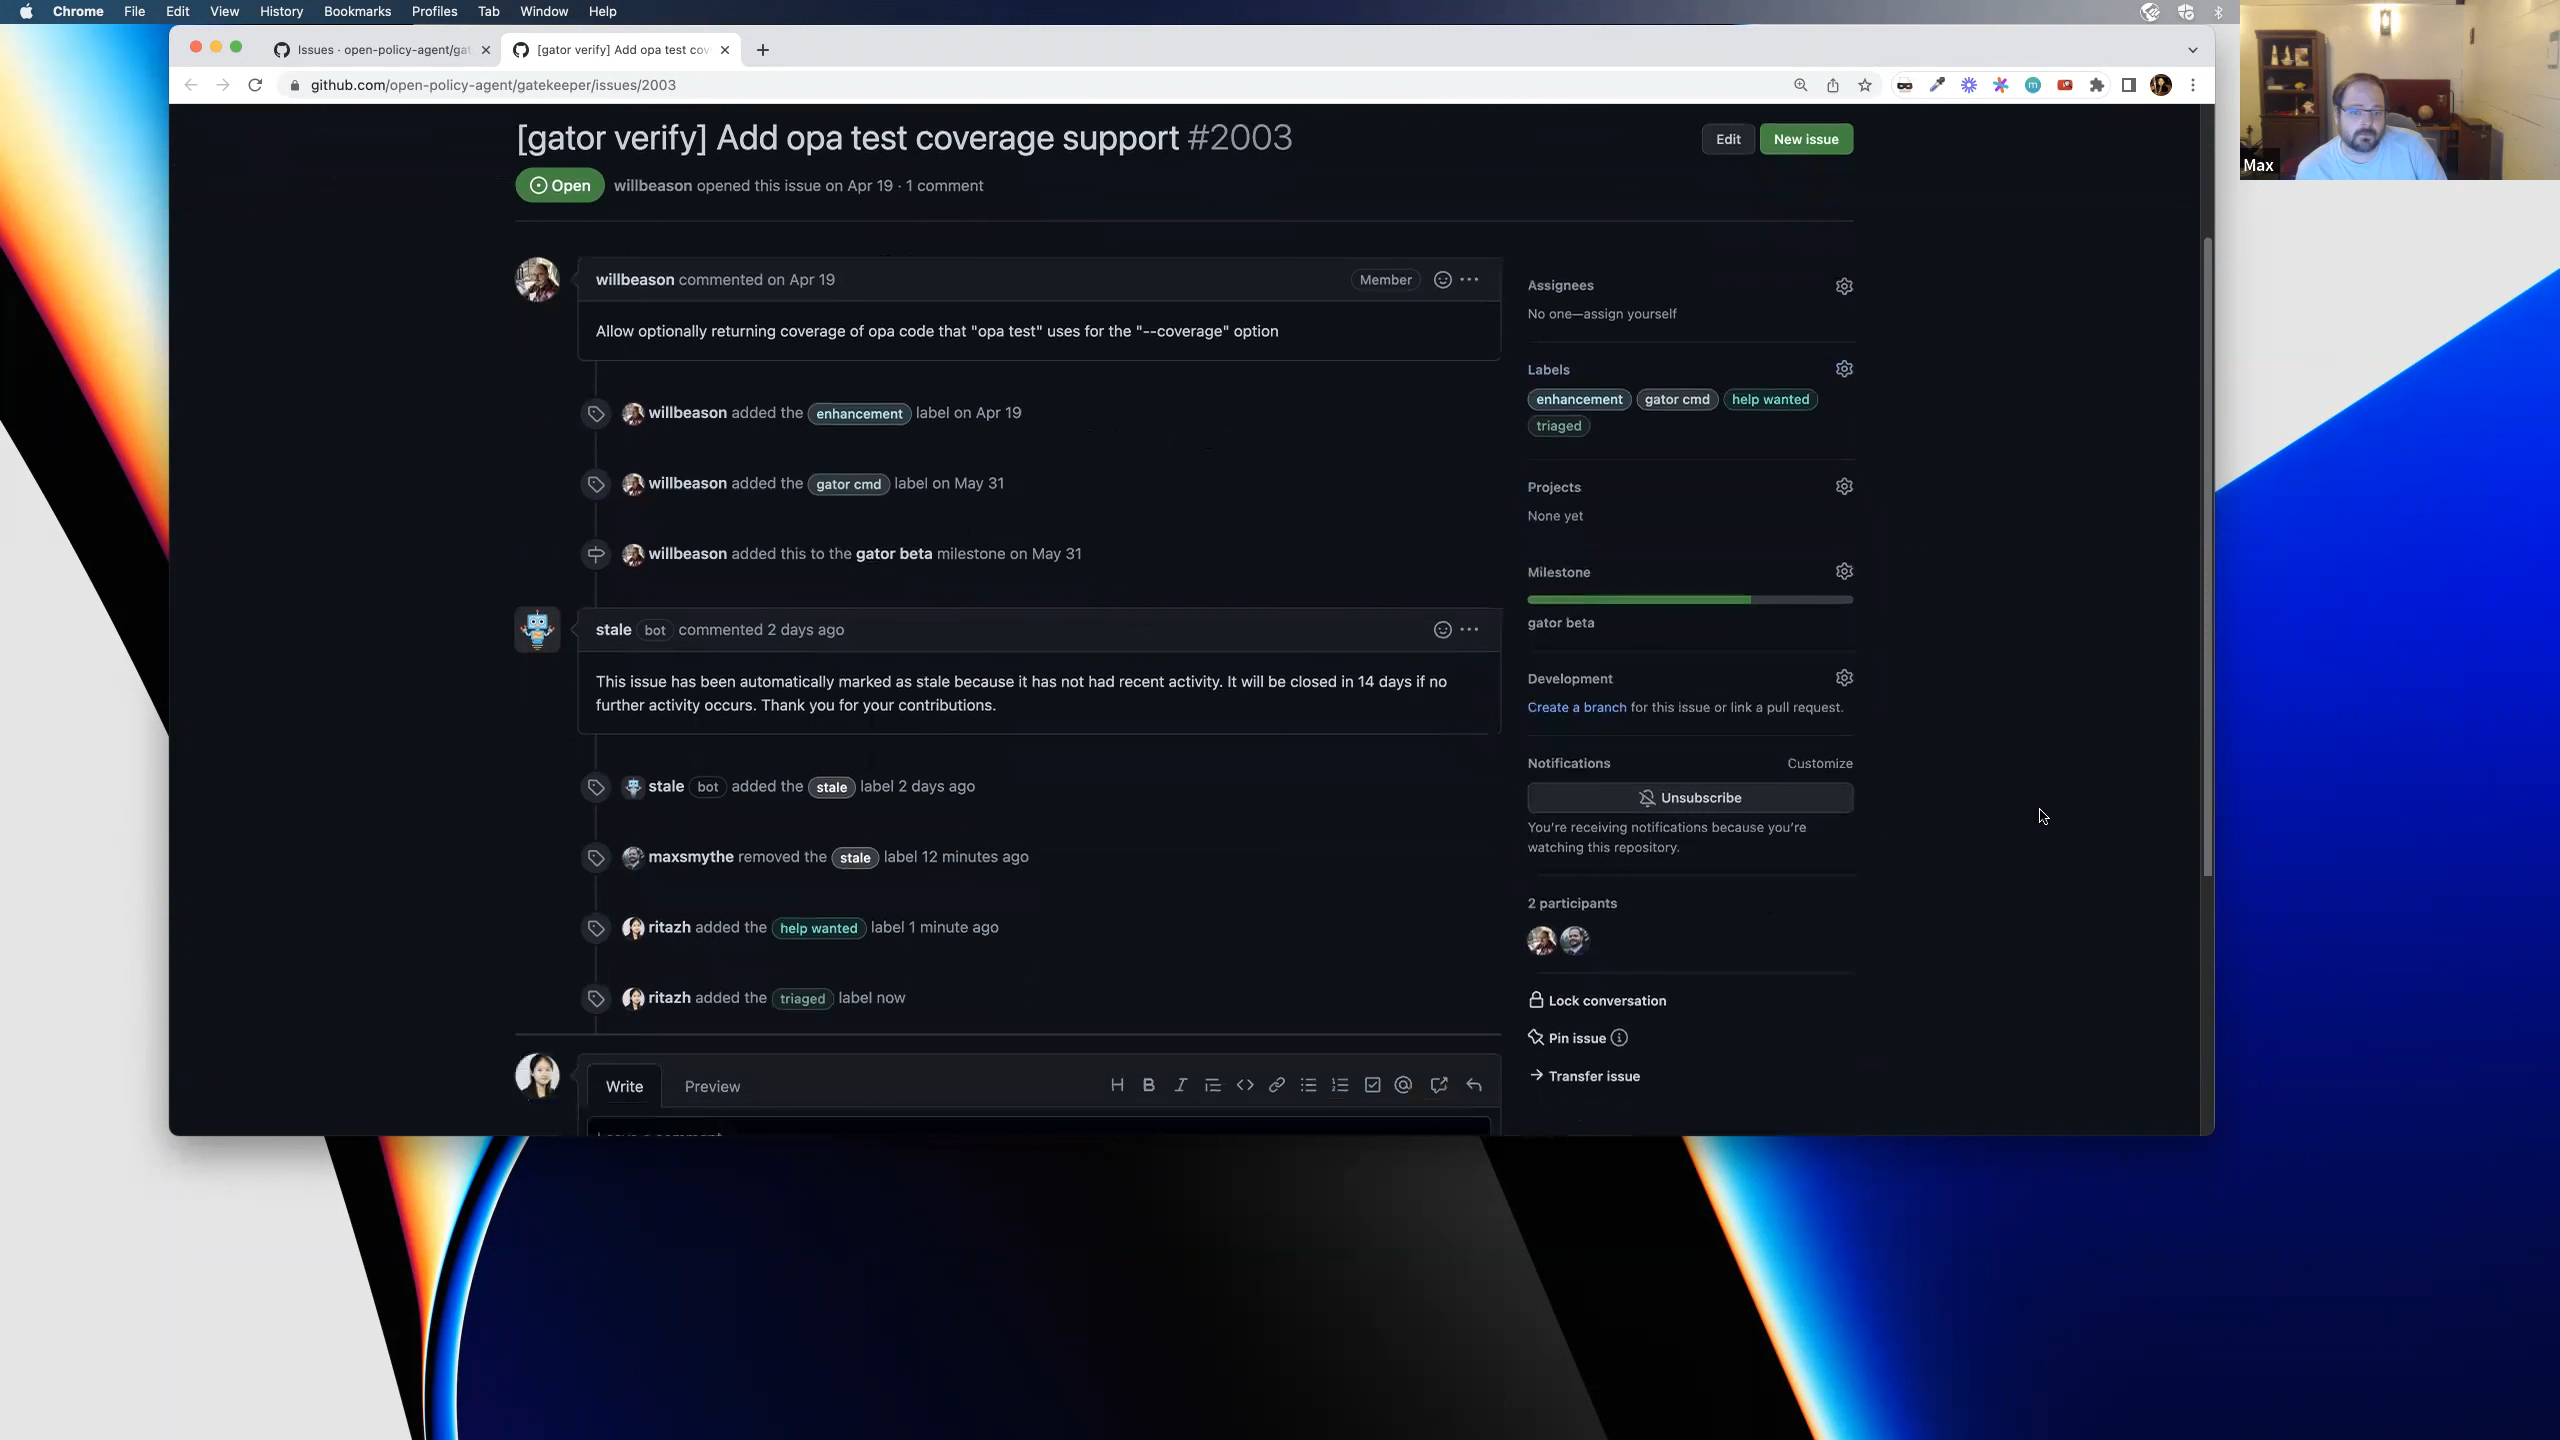 Chrome File Edit View History Bookmarks Profiles Tab Window Help
Issues · open-policy-agent/gat
[gator verify] Add opa test cov
github.com/open-policy-agent/gatekeeper/issues/2003
Max
[gator verify] Add opa test coverage support #2003
Edit
New issue
Open
willbeason opened this issue on Apr 19 · 1 comment
willbeason commented on Apr 19
Member
Allow optionally returning coverage of opa code that "opa test" uses for the "--coverage" option
willbeason added the enhancement label on Apr 19
willbeason added the gator cmd label on May 31
willbeason added this to the gator beta milestone on May 31
stale bot commented 2 days ago
This issue has been automatically marked as stale because it has not had recent activity. It will be closed in 14 days if no
further activity occurs. Thank you for your contributions.
stale bot added the stale label 2 days ago
maxsmythe removed the stale label 12 minutes ago
ritazh added the help wanted label 1 minute ago
ritazh added the triaged label now
Write
Preview
Assignees
No one—assign yourself
Labels
enhancement gator cmd help wanted
triaged
Projects
None yet
Milestone
gator beta
Development
Create a branch for this issue or link a pull request.
Notifications
Customize
Unsubscribe
You're receiving notifications because you're
watching this repository.
2 participants
Lock conversation
Pin issue
Transfer issue